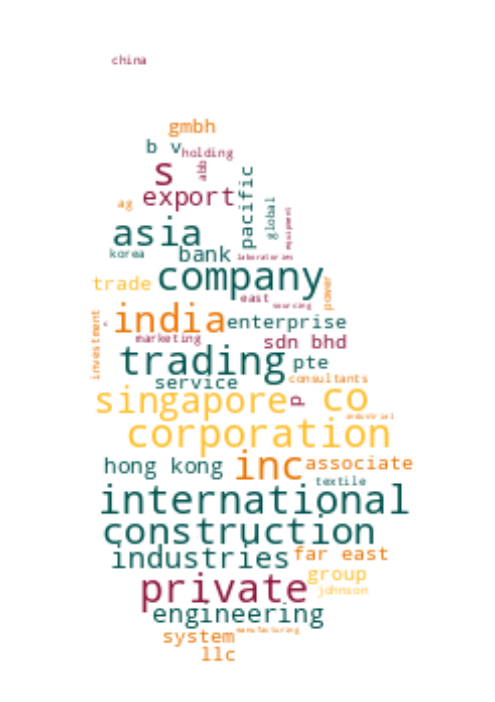 china
gmbh
b v
holding
s
abb
export
pacific
ag
global
equipment
asia
korea
bank
laboratories
trade
company
east
sourcing
power
investment
india
enterprise
marketing
sdn bhd
trading
pte
service
consultants
singapore
p
co
industrial
corporation
hong kong
inc
associate
textile
international
construction
industries
far east
group
private
johnson
engineering
manufacturing
system
llc